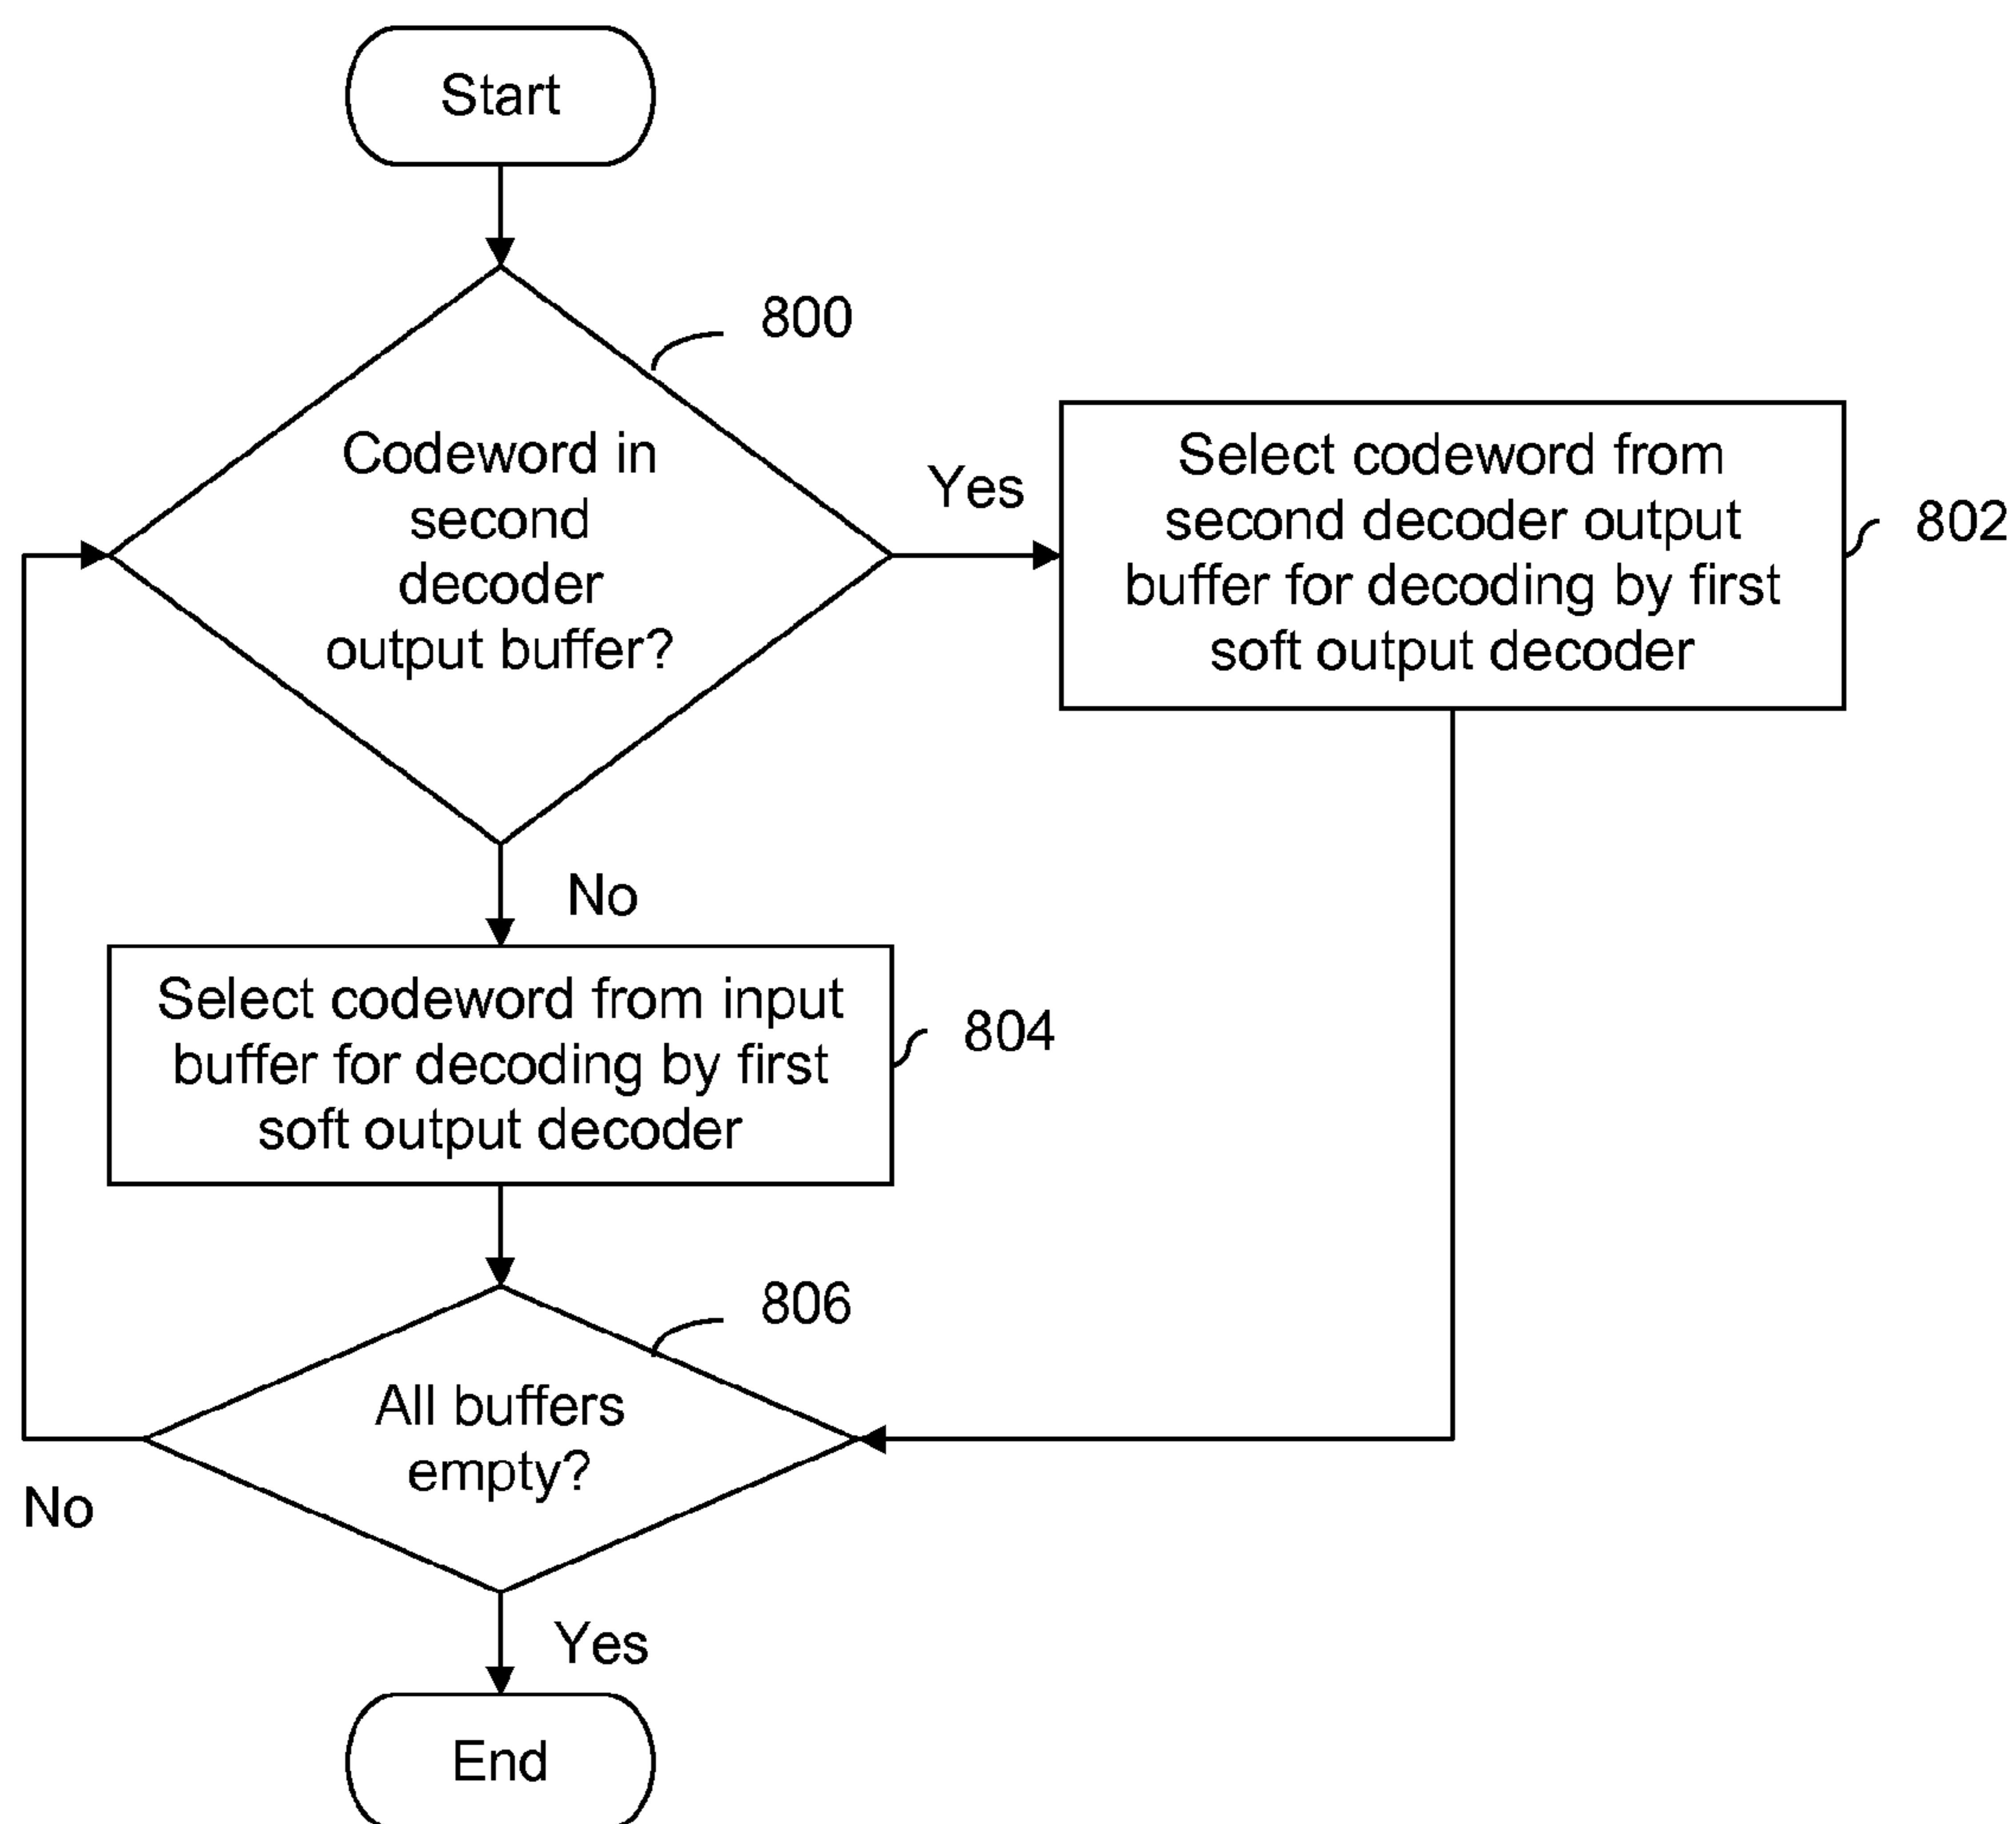 Start
800
Codeword in
second
decoder
output buffer?
Yes
Select codeword from
second decoder output
buffer for decoding by first
soft output decoder
802
No
Select codeword from input
buffer for decoding by first
soft output decoder
804
806
All buffers
empty?
No
Yes
End